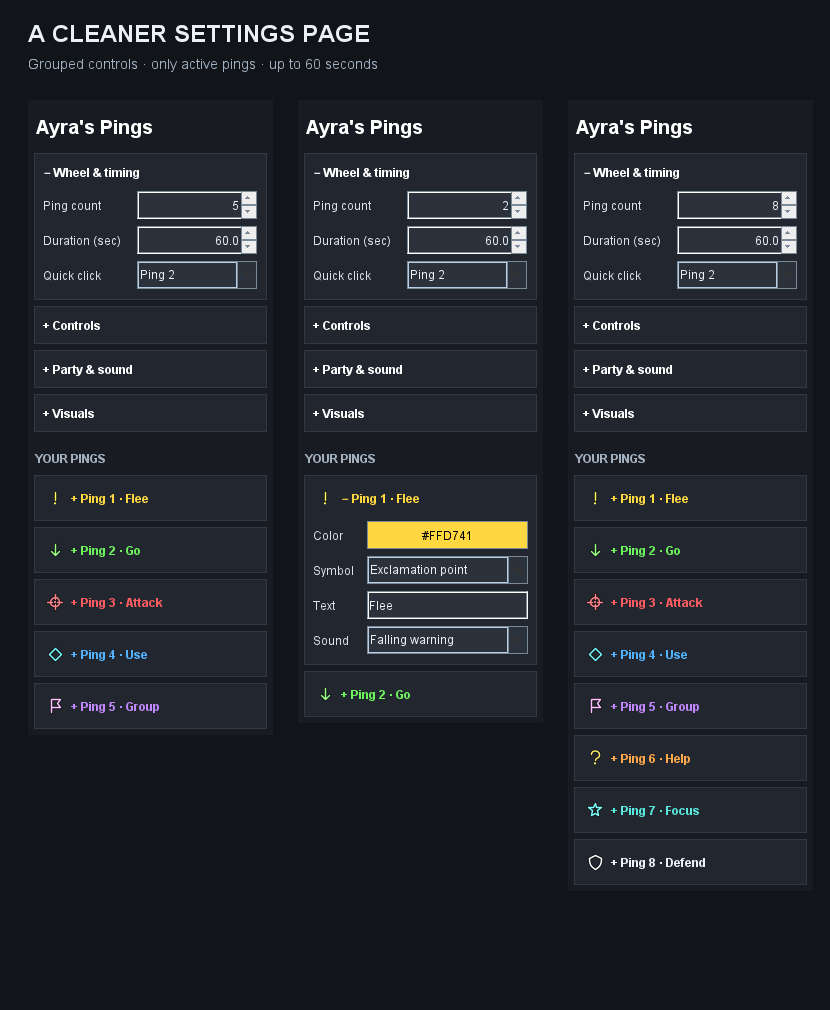 A CLEANER SETTINGS PAGE
Grouped controls · only active pings · up to 60 seconds
Ayra's Pings
– Wheel & timing
Ping count 5
Duration (sec) 60.0
Quick click Ping 2
+ Controls
+ Party & sound
+ Visuals
YOUR PINGS
+ Ping 1 · Flee
+ Ping 2 · Go
+ Ping 3 · Attack
+ Ping 4 · Use
+ Ping 5 · Group
Ayra's Pings
– Wheel & timing
Ping count 2
Duration (sec) 60.0
Quick click Ping 2
+ Controls
+ Party & sound
+ Visuals
YOUR PINGS
– Ping 1 · Flee
Color #FFD741
Symbol Exclamation point
Text Flee
Sound Falling warning
+ Ping 2 · Go
Ayra's Pings
– Wheel & timing
Ping count 8
Duration (sec) 60.0
Quick click Ping 2
+ Controls
+ Party & sound
+ Visuals
YOUR PINGS
+ Ping 1 · Flee
+ Ping 2 · Go
+ Ping 3 · Attack
+ Ping 4 · Use
+ Ping 5 · Group
+ Ping 6 · Help
+ Ping 7 · Focus
+ Ping 8 · Defend